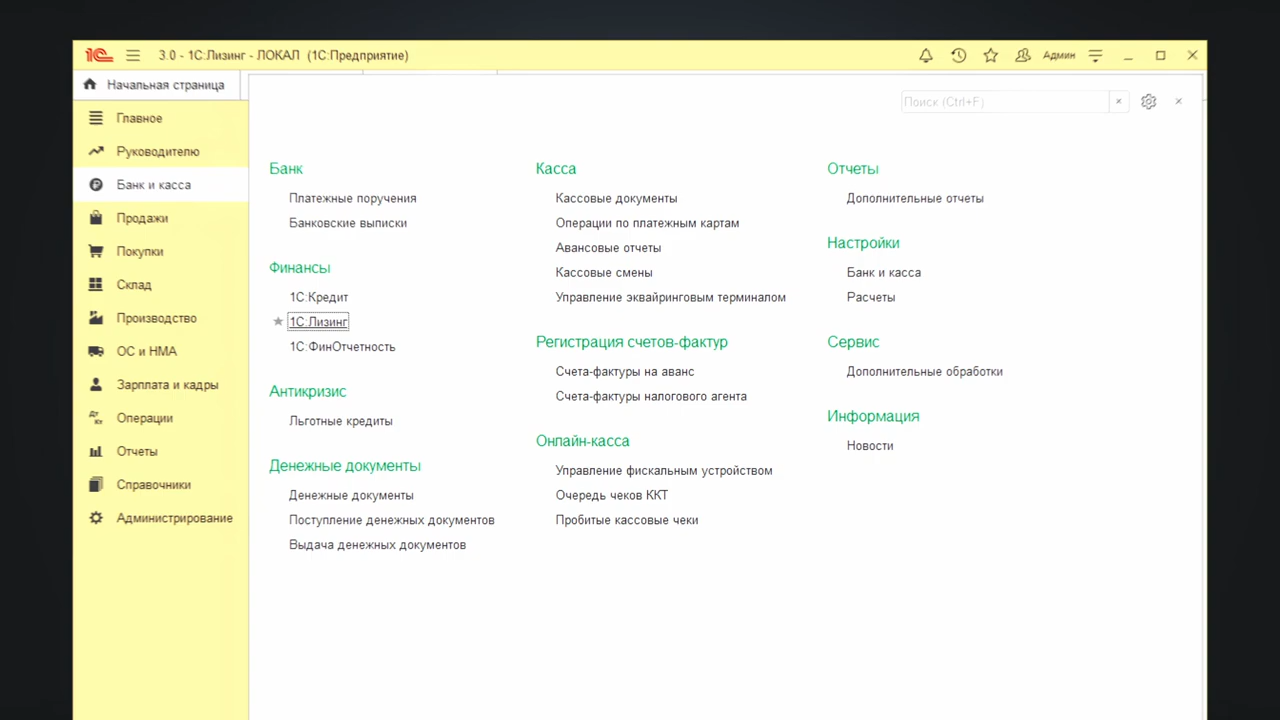 1С 3.0 - 1С:Лизинг - ЛОКАЛ (1С:Предприятие) Админ
Начальная страница
Поиск (Ctrl+F)
Главное
Руководителю
Банк и касса
Продажи
Покупки
Склад
Производство
ОС и НМА
Зарплата и кадры
Дт Кт Операции
Отчеты
Справочники
Администрирование
Банк
Платежные поручения
Банковские выписки
Финансы
1С:Кредит
1С:Лизинг
1С:ФинОтчетность
Антикризис
Льготные кредиты
Денежные документы
Денежные документы
Поступление денежных документов
Выдача денежных документов
Касса
Кассовые документы
Операции по платежным картам
Авансовые отчеты
Кассовые смены
Управление эквайринговым терминалом
Регистрация счетов-фактур
Счета-фактуры на аванс
Счета-фактуры налогового агента
Онлайн-касса
Управление фискальным устройством
Очередь чеков ККТ
Пробитые кассовые чеки
Отчеты
Дополнительные отчеты
Настройки
Банк и касса
Расчеты
Сервис
Дополнительные обработки
Информация
Новости